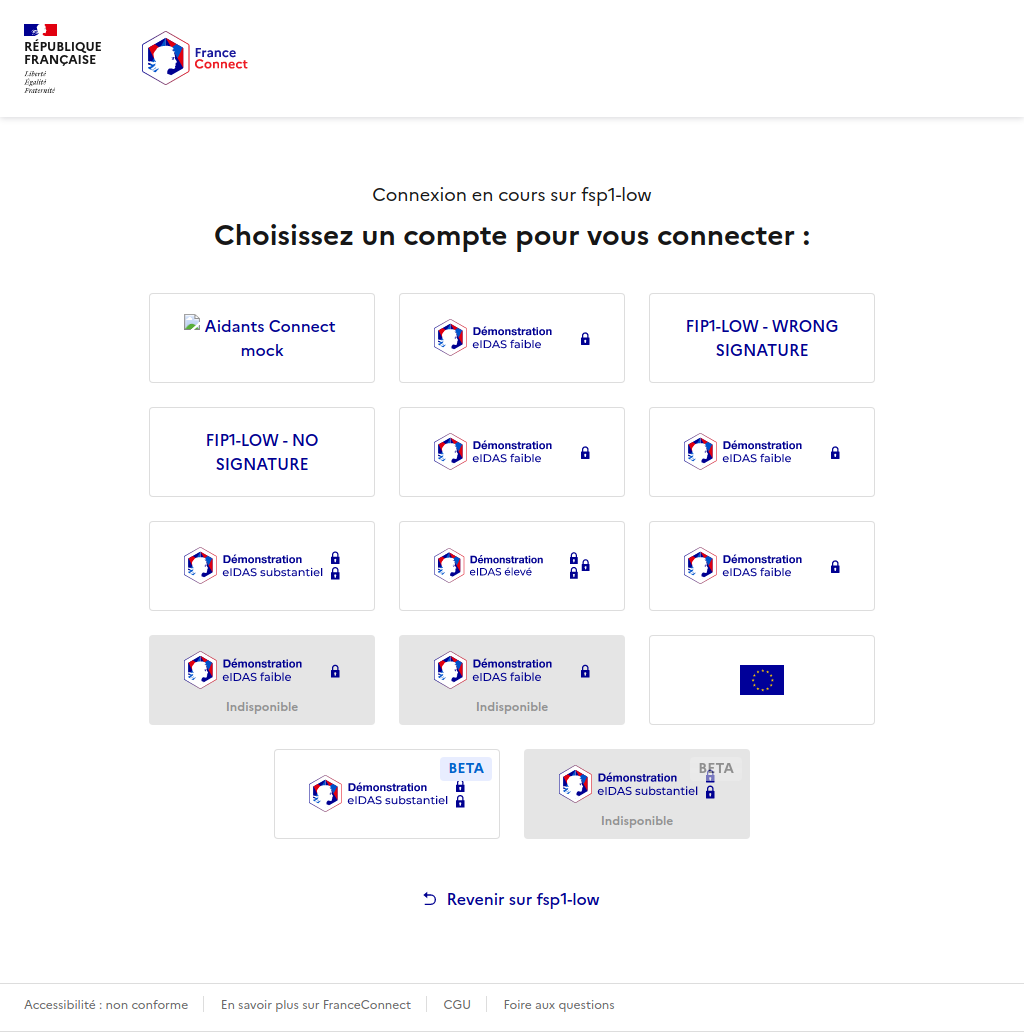 RÉPUBLIQUE
FRANÇAISE
Liberté
Égalité
Fraternité
France
Connect
Connexion en cours sur fsp1-low
Choisissez un compte pour vous connecter :
Aidants Connect
mock
Démonstration
eIDAS faible
FIP1-LOW - WRONG
SIGNATURE
FIP1-LOW - NO
SIGNATURE
Démonstration
eIDAS faible
Démonstration
eIDAS faible
Démonstration
eIDAS substantiel
Démonstration
eIDAS élevé
Démonstration
eIDAS faible
Démonstration
eIDAS faible
Indisponible
Démonstration
eIDAS faible
Indisponible
BETA
Démonstration
eIDAS substantiel
BETA
Démonstration
eIDAS substantiel
Indisponible
Revenir sur fsp1-low
Accessibilité : non conforme
En savoir plus sur FranceConnect
CGU
Foire aux questions